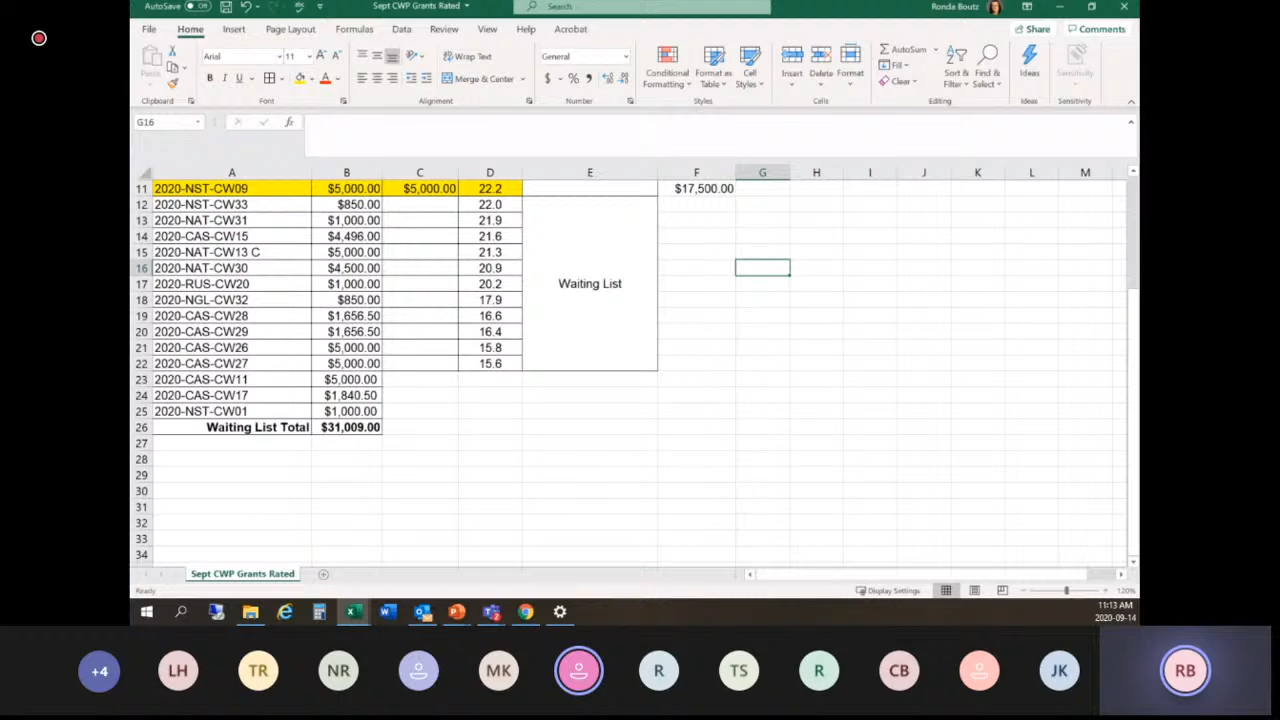 AutoSave Off Sept CWP Grants Rated Search Ronda Boutz
File Home Insert Page Layout Formulas Data Review View Help Acrobat Share Comments
Paste Arial 11 A A Wrap Text General Conditional Formatting Format as Table Cell Styles Insert Delete Format AutoSum Fill Clear Sort & Filter Find & Select Ideas Sensitivity
B I U A Merge & Center $ % 9
Clipboard Font Alignment Number Styles Cells Editing Ideas Sensitivity
G16 fx
A B C D E F G H I J K L M
11 2020-NST-CW09 $5,000.00 $5,000.00 22.2 $17,500.00
12 2020-NST-CW33 $850.00 22.0
13 2020-NAT-CW31 $1,000.00 21.9
14 2020-CAS-CW15 $4,496.00 21.6
15 2020-NAT-CW13 C $5,000.00 21.3
16 2020-NAT-CW30 $4,500.00 20.9
17 2020-RUS-CW20 $1,000.00 20.2 Waiting List
18 2020-NGL-CW32 $850.00 17.9
19 2020-CAS-CW28 $1,656.50 16.6
20 2020-CAS-CW29 $1,656.50 16.4
21 2020-CAS-CW26 $5,000.00 15.8
22 2020-CAS-CW27 $5,000.00 15.6
23 2020-CAS-CW11 $5,000.00
24 2020-CAS-CW17 $1,840.50
25 2020-NST-CW01 $1,000.00
26 Waiting List Total $31,009.00
27
28
29
30
31
32
33
34
Sept CWP Grants Rated
Ready Display Settings 120%
11:13 AM
2020-09-14
+4 LH TR NR MK R TS R CB JK RB